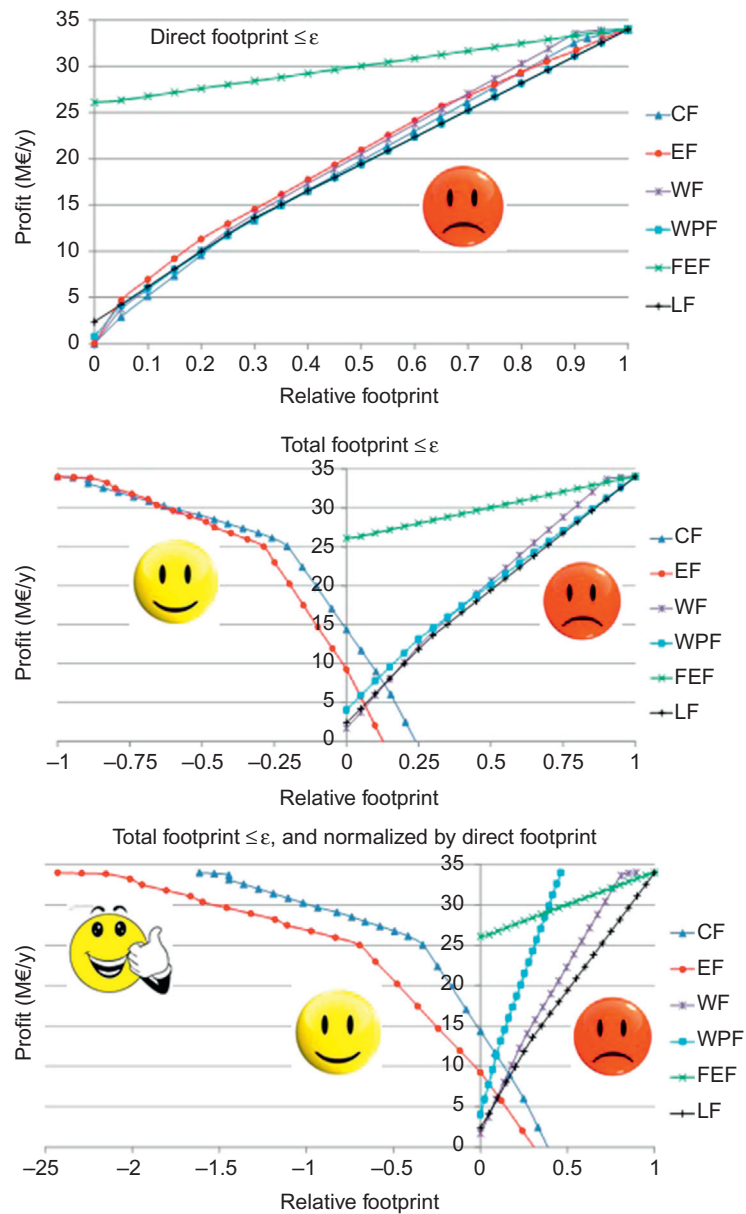 Direct footprint ≤ε
35
30
25
20
15
10
5
0
Profit (M€/y)
0 0.1 0.2 0.3 0.4 0.5 0.6 0.7 0.8 0.9 1
Relative footprint
CF
EF
WF
WPF
FEF
LF
Total footprint ≤ε
35
30
25
20
15
10
5
0
Profit (M€/y)
–1 –0.75 –0.5 –0.25 0 0.25 0.5 0.75 1
Relative footprint
CF
EF
WF
WPF
FEF
LF
Total footprint ≤ε, and normalized by direct footprint
35
30
25
20
15
10
5
0
Profit (M€/y)
–25 –2 –1.5 –1 –0.5 0 0.5 1
Relative footprint
CF
EF
WF
WPF
FEF
LF